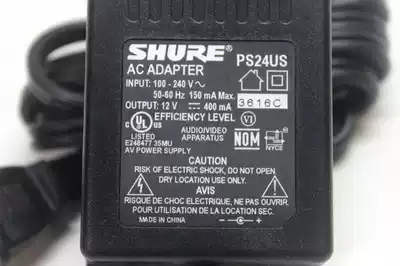 SHURE PS24US
AC ADAPTER
INPUT: 100 - 240 V ~
50-60 Hz 150 mA Max.
OUTPUT: 12 V ⎓ 400 mA 3616C
EFFICIENCY LEVEL VI
c UL US
LISTED
E248477 35MU
AV POWER SUPPLY
AUDIO/VIDEO
APPARATUS
NOM
NYCE
CAUTION
RISK OF ELECTRIC SHOCK, DO NOT OPEN.
DRY LOCATION USE ONLY.
AVIS
RISQUE DE CHOC ELECTRIQUE, NE PAS OUVRIR.
POUR UTILISATION DE LOCATION SEC.
MADE IN CHINA